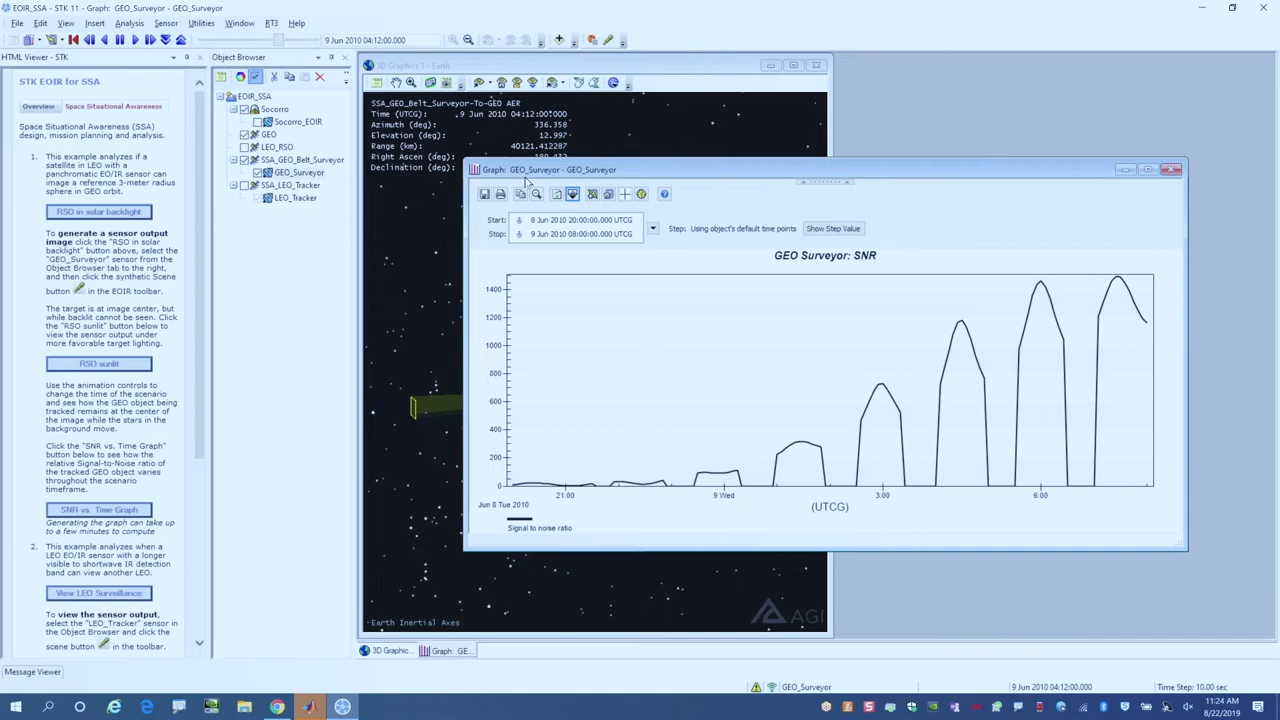 EOIR_SSA - STK 11 - Graph: GEO_Surveyor - GEO_Surveyor
File Edit View Insert Analysis Sensor Utilities Window RT3 Help
9 Jun 2010 04:12:00.000
HTML Viewer - STK
STK EOIR for SSA
Overview Space Situational Awareness
Space Situational Awareness (SSA)
design, mission planning and analysis.
1. This example analyzes if a
satellite in LEO with a
panchromatic EO/IR sensor can
image a reference 3-meter radius
sphere in GEO orbit.
RSO in solar backlight
To generate a sensor output
image click the "RSO in solar
backlight" button above, select the
"GEO_Surveyor" sensor from the
Object Browser tab to the right,
and then click the synthetic Scene
button in the EOIR toolbar.
The target is at image center, but
while backlit cannot be seen. Click
the "RSO sunlit" button below to
view the sensor output under
more favorable target lighting.
RSO sunlit
Use the animation controls to
change the time of the scenario
and see how the GEO object being
tracked remains at the center of
the image while the stars in the
background move.
Click the "SNR vs. Time Graph"
button below to see how the
relative Signal-to-Noise ratio of
the tracked GEO object varies
throughout the scenario
timeframe.
SNR vs. Time Graph
Generating the graph can take up
to a few minutes to compute
2. This example analyzes when a
LEO EO/IR sensor with a longer
visible to shortwave IR detection
band can view another LEO.
View LEO Surveillance
To view the sensor output,
select the "LEO_Tracker" sensor in
the Object Browser and click the
scene button in the toolbar.
Message Viewer
Object Browser
EOIR_SSA
Socorro
Socorro_EOIR
GEO
LEO_RSO
SSA_GEO_Belt_Surveyor
GEO_Surveyor
SSA_LEO_Tracker
LEO_Tracker
3D Graphics 1 - Earth
SSA_GEO_Belt_Surveyor-To-GEO AER
Time (UTCG): 9 Jun 2010 04:12:00.000
Azimuth (deg): 336.358
Elevation (deg): 12.997
Range (km): 40121.412287
Right Ascen (deg):
Declination (deg):
Earth Inertial Axes
AGI
Graph: GEO_Surveyor - GEO_Surveyor
Start: 8 Jun 2010 20:00:00.000 UTCG
Stop: 9 Jun 2010 08:00:00.000 UTCG
Step: Using object's default time points
Show Step Value
GEO Surveyor: SNR
1400
1200
1000
800
600
400
200
0
21:00 9 Wed 3:00 6:00
Jun 8 Tue 2010
(UTCG)
Signal to noise ratio
3D Graphic... Graph: GE...
GEO_Surveyor 9 Jun 2010 04:12:00.000 Time Step: 10.00 sec
11:24 AM
8/22/2019